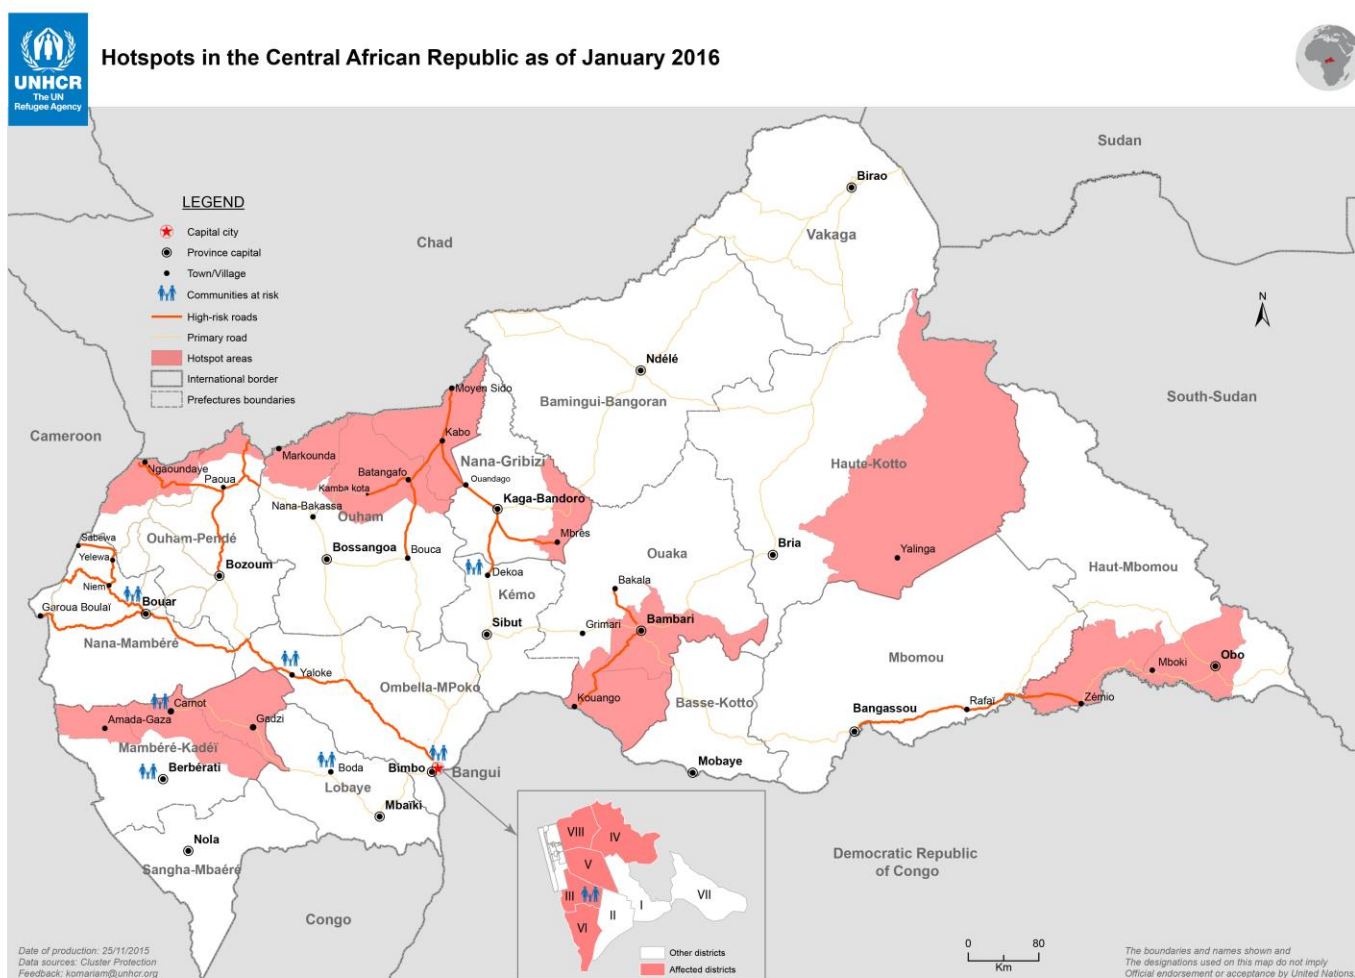 UNHCR
The UN
Refugee Agency
Hotspots in the Central African Republic as of January 2016
LEGEND
Capital city
Province capital
Town/Village
Communities at risk
High-risk roads
Primary road
Hotspot areas
International border
Prefectures boundaries
Sudan
Chad
Cameroon
South-Sudan
N
Birao
Vakaga
Ndélé
Bamingui-Bangoran
Moyen Sido
Kabo
Markounda
Ngaoundaye
Paoua
Batangafo
Kamba kota
Nana-Gribizi
Ouandago
Haute-Kotto
Nana-Bakassa
Ouham
Kaga-Bandoro
Mbrès
Ouham-Pendé
Bossangoa
Bouca
Ouaka
Bria
Yalinga
Sabewa
Yelewa
Bozoum
Dekoa
Bakala
Haut-Mbomou
Niem
Bouar
Kémo
Garoua Boulaï
Nana-Mambéré
Sibut
Grimari
Bambari
Mbomou
Mboki
Obo
Yaloke
Ombella-MPoko
Kouango
Basse-Kotto
Rafaï
Zémio
Carnot
Amada-Gaza
Gadzi
Bangassou
Mambéré-Kadéï
Berbérati
Boda
Bimbo
Bangui
Mobaye
Lobaye
Mbaïki
Nola
Sangha-Mbaéré
Congo
Democratic Republic
of Congo
VIII
IV
V
III
VI
II
I
VII
Other districts
Affected districts
0
80
Km
Date of production: 25/11/2015
Data sources: Cluster Protection
Feedback: komariam@unhcr.org
The boundaries and names shown and
The designations used on this map do not imply
Official endorsement or acceptance by United Nations